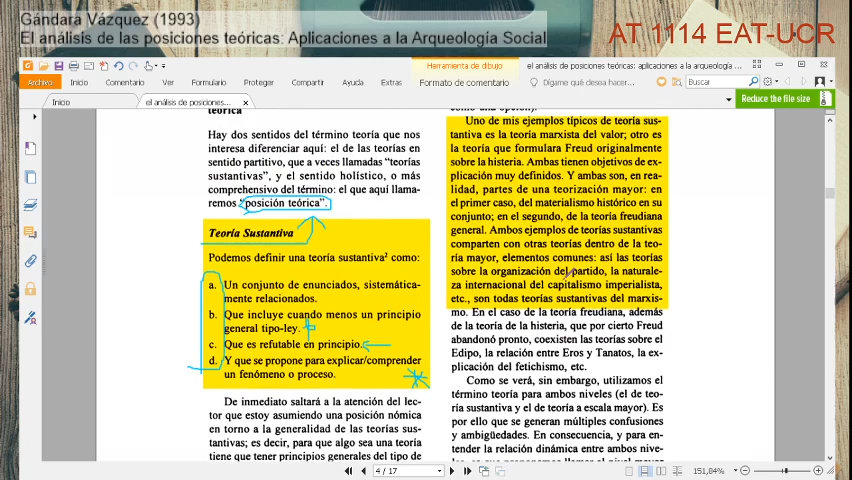 Gándara Vázquez (1993)
El análisis de las posiciones teóricas: Aplicaciones a la Arqueología Social
AT 1114 EAT-UCR
Herramienta de dibujo
el análisis de posiciones teoricas; aplicaciones a la arqueologia
Archivo
Inicio
Comentario
Ver
Formulario
Proteger
Compartir
Ayuda
Extras
Formato de comentario
Dígame qué desea hacer...
Buscar
Inicio
el análisis de posiciones...
Reduce the file size
teórica
Hay dos sentidos del término teoría que nos
interesa diferenciar aquí: el de las teorías en
sentido partitivo, que a veces llamadas "teorías
sustantivas", y el sentido holístico, o más
comprehensivo del término: el que aquí llama-
remos "posición teórica".
Teoría Sustantiva
Podemos definir una teoría sustantiva² como:
a. Un conjunto de enunciados, sistemáti-
camente relacionados.
b. Que incluye cuando menos un principio
general tipo-ley.
c. Que es refutable en principio.
d. Y que se propone para explicar/comprender
un fenómeno o proceso.
De inmediato saltará a la atención del lec-
tor que estoy asumiendo una posición nómica
en torno a la generalidad de las teorías sus-
tantivas; es decir, para que algo sea una teoría
tiene que tener principios generales del tipo de
como una opción).
Uno de mis ejemplos típicos de teoría sus-
tantiva es la teoría marxista del valor; otro es
la teoría que formulara Freud originalmente
sobre la histeria. Ambas tienen objetivos de ex-
plicación muy definidos. Y ambas son, en rea-
lidad, partes de una teorización mayor: en
el primer caso, del materialismo histórico en su
conjunto; en el segundo, de la teoría freudiana
general. Ambos ejemplos de teorías sustantivas
comparten con otras teorías dentro de la teo-
ría mayor, elementos comunes: así las teorías
sobre la organización del partido, la naturale-
za internacional del capitalismo imperialista,
etc., son todas teorías sustantivas del marxis-
mo. En el caso de la teoría freudiana, además
de la teoría de la histeria, que por cierto Freud
abandonó pronto, coexisten las teorías sobre el
Edipo, la relación entre Eros y Tanatos, la ex-
plicación del fetichismo, etc.
Como se verá, sin embargo, utilizamos el
término teoría para ambos niveles (el de teo-
ría sustantiva y el de teoría a escala mayor). Es
por ello que se generan múltiples confusiones
y ambigüedades. En consecuencia, y para en-
tender la relación dinámica entre ambos nive-
4 / 17
151,84%